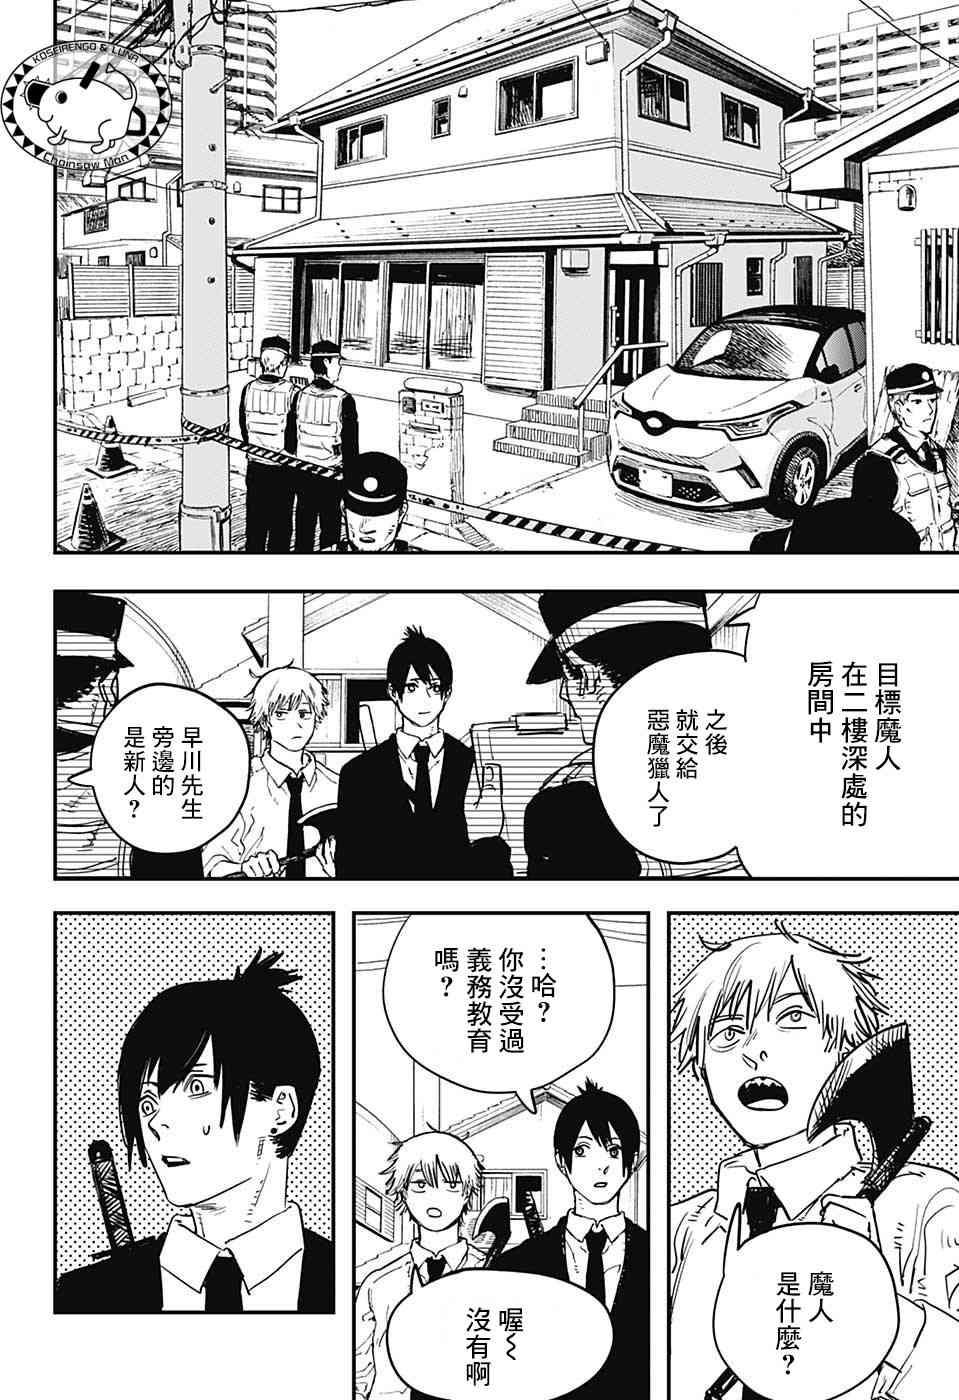 KOSEIRENGO & LUNA
Chainsaw Man
目標魔人
在二樓深處的
房間中
之後
就交給
惡魔獵人了
早川先生
旁邊的
是新人?
魔人
是什麼?
…哈?
你沒受過
義務教育
嗎?
喔~
沒有啊